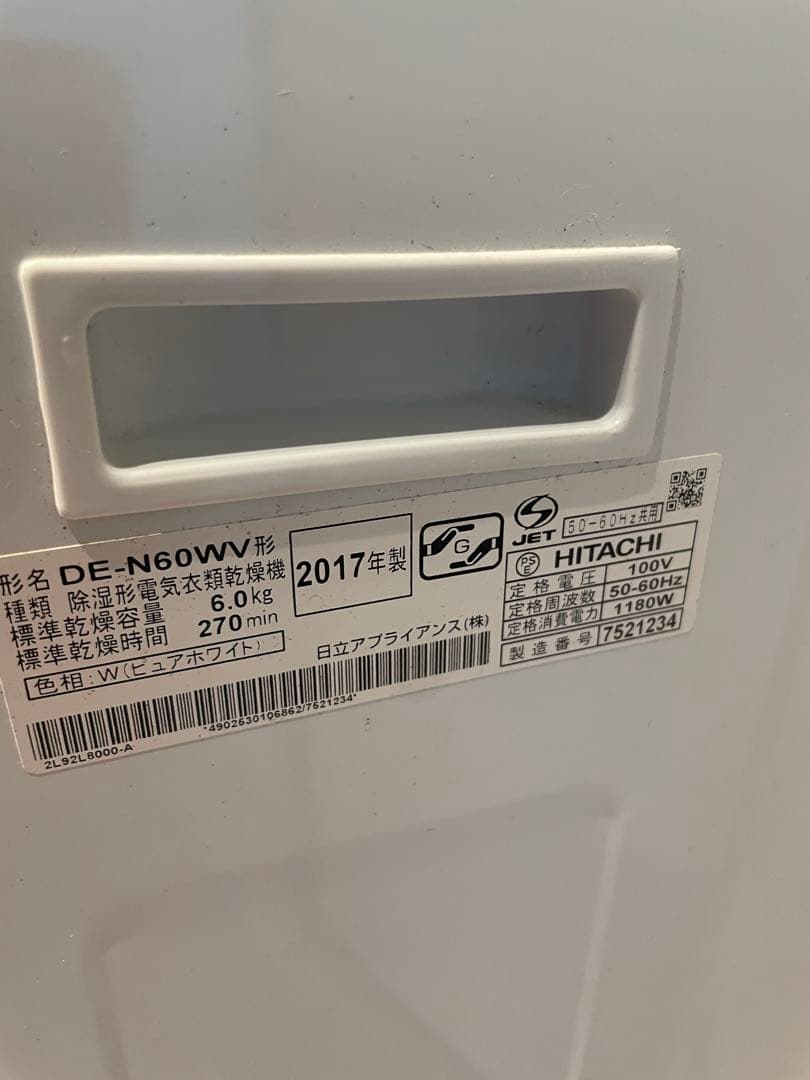 形名 DE-N60WV形
種類 除湿形電気衣類乾燥機
標準乾燥容量 6.0kg
標準乾燥時間 270min
色相:W(ピュアホワイト)
2017年製
G
日立アプライアンス(株)
JET
50-60Hz共用
PSE HITACHI
定格電圧 100V
定格周波数 50-60Hz
定格消費電力 1180W
製造番号 7521234
*4902530106862/7521234*
2L92L8000-A